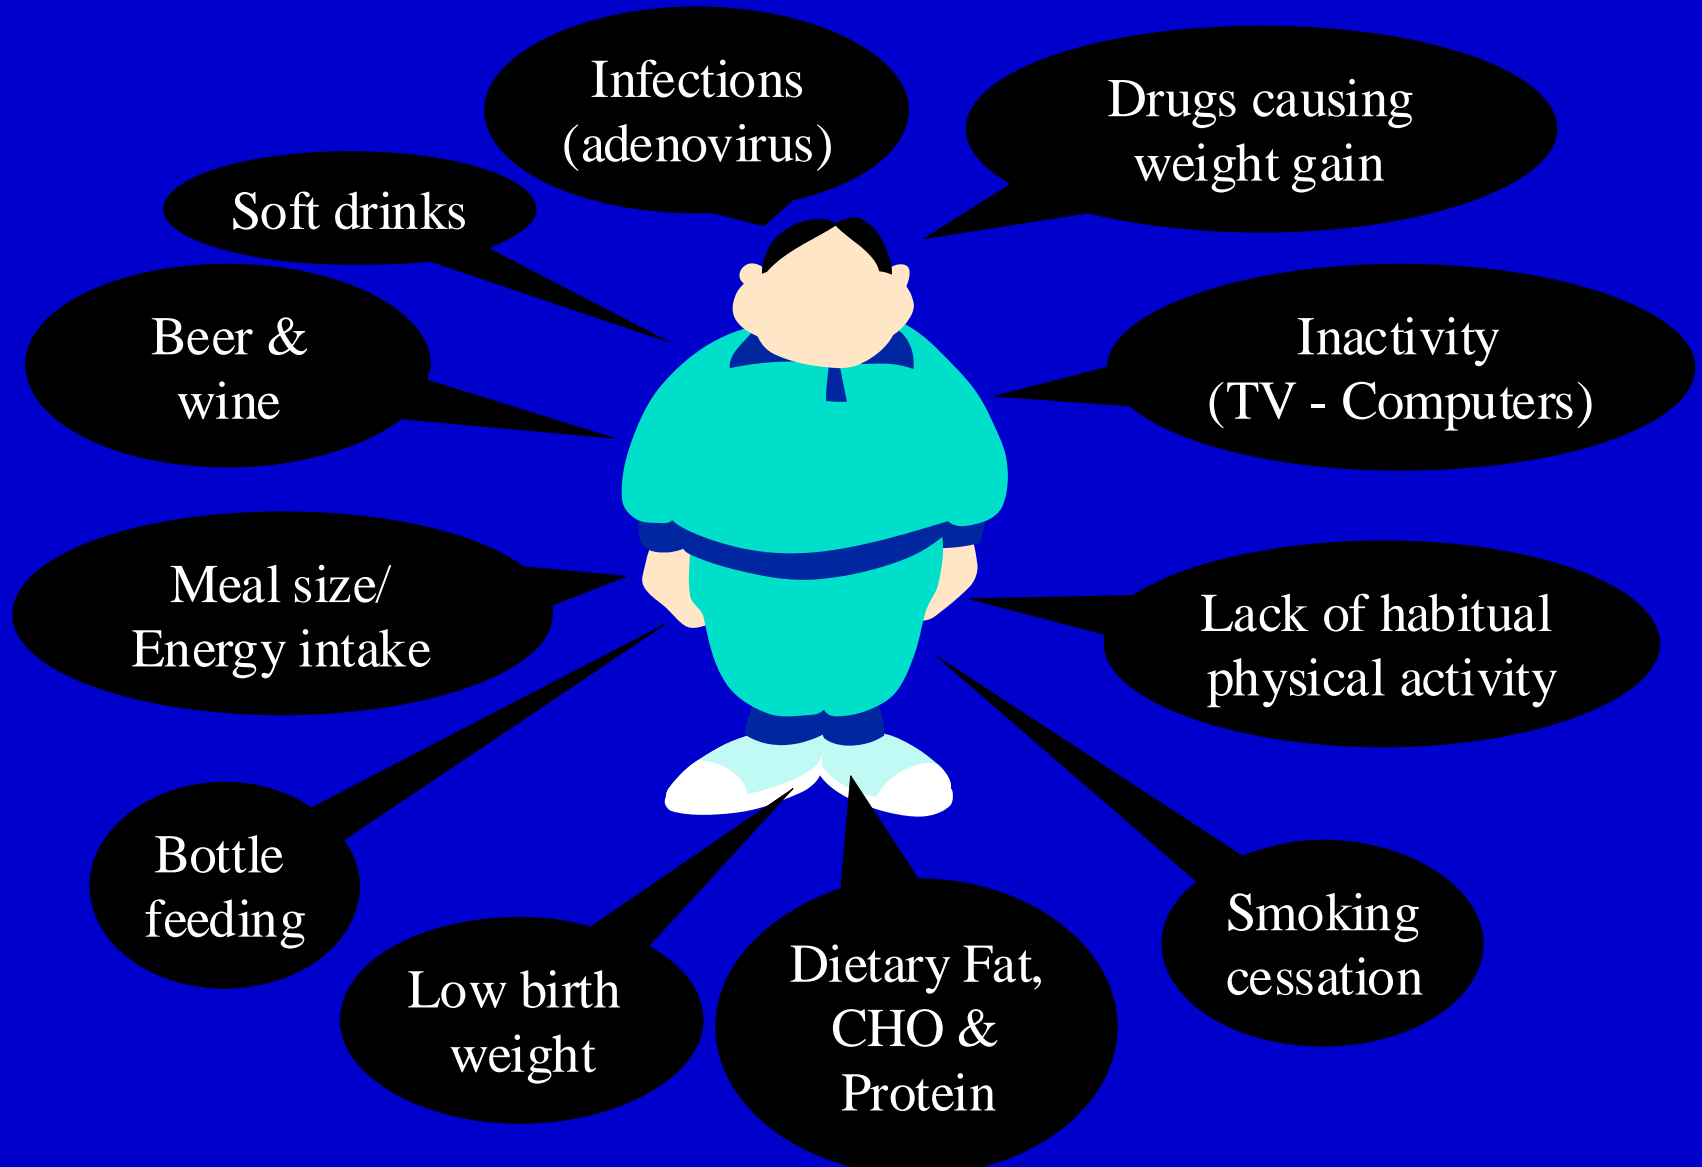 Infections
(adenovirus)
Drugs causing
weight gain
Soft drinks
Beer &
wine
Inactivity
(TV - Computers)
Meal size/
Energy intake
Lack of habitual
physical activity
Bottle
feeding
Low birth
weight
Dietary Fat,
CHO &
Protein
Smoking
cessation